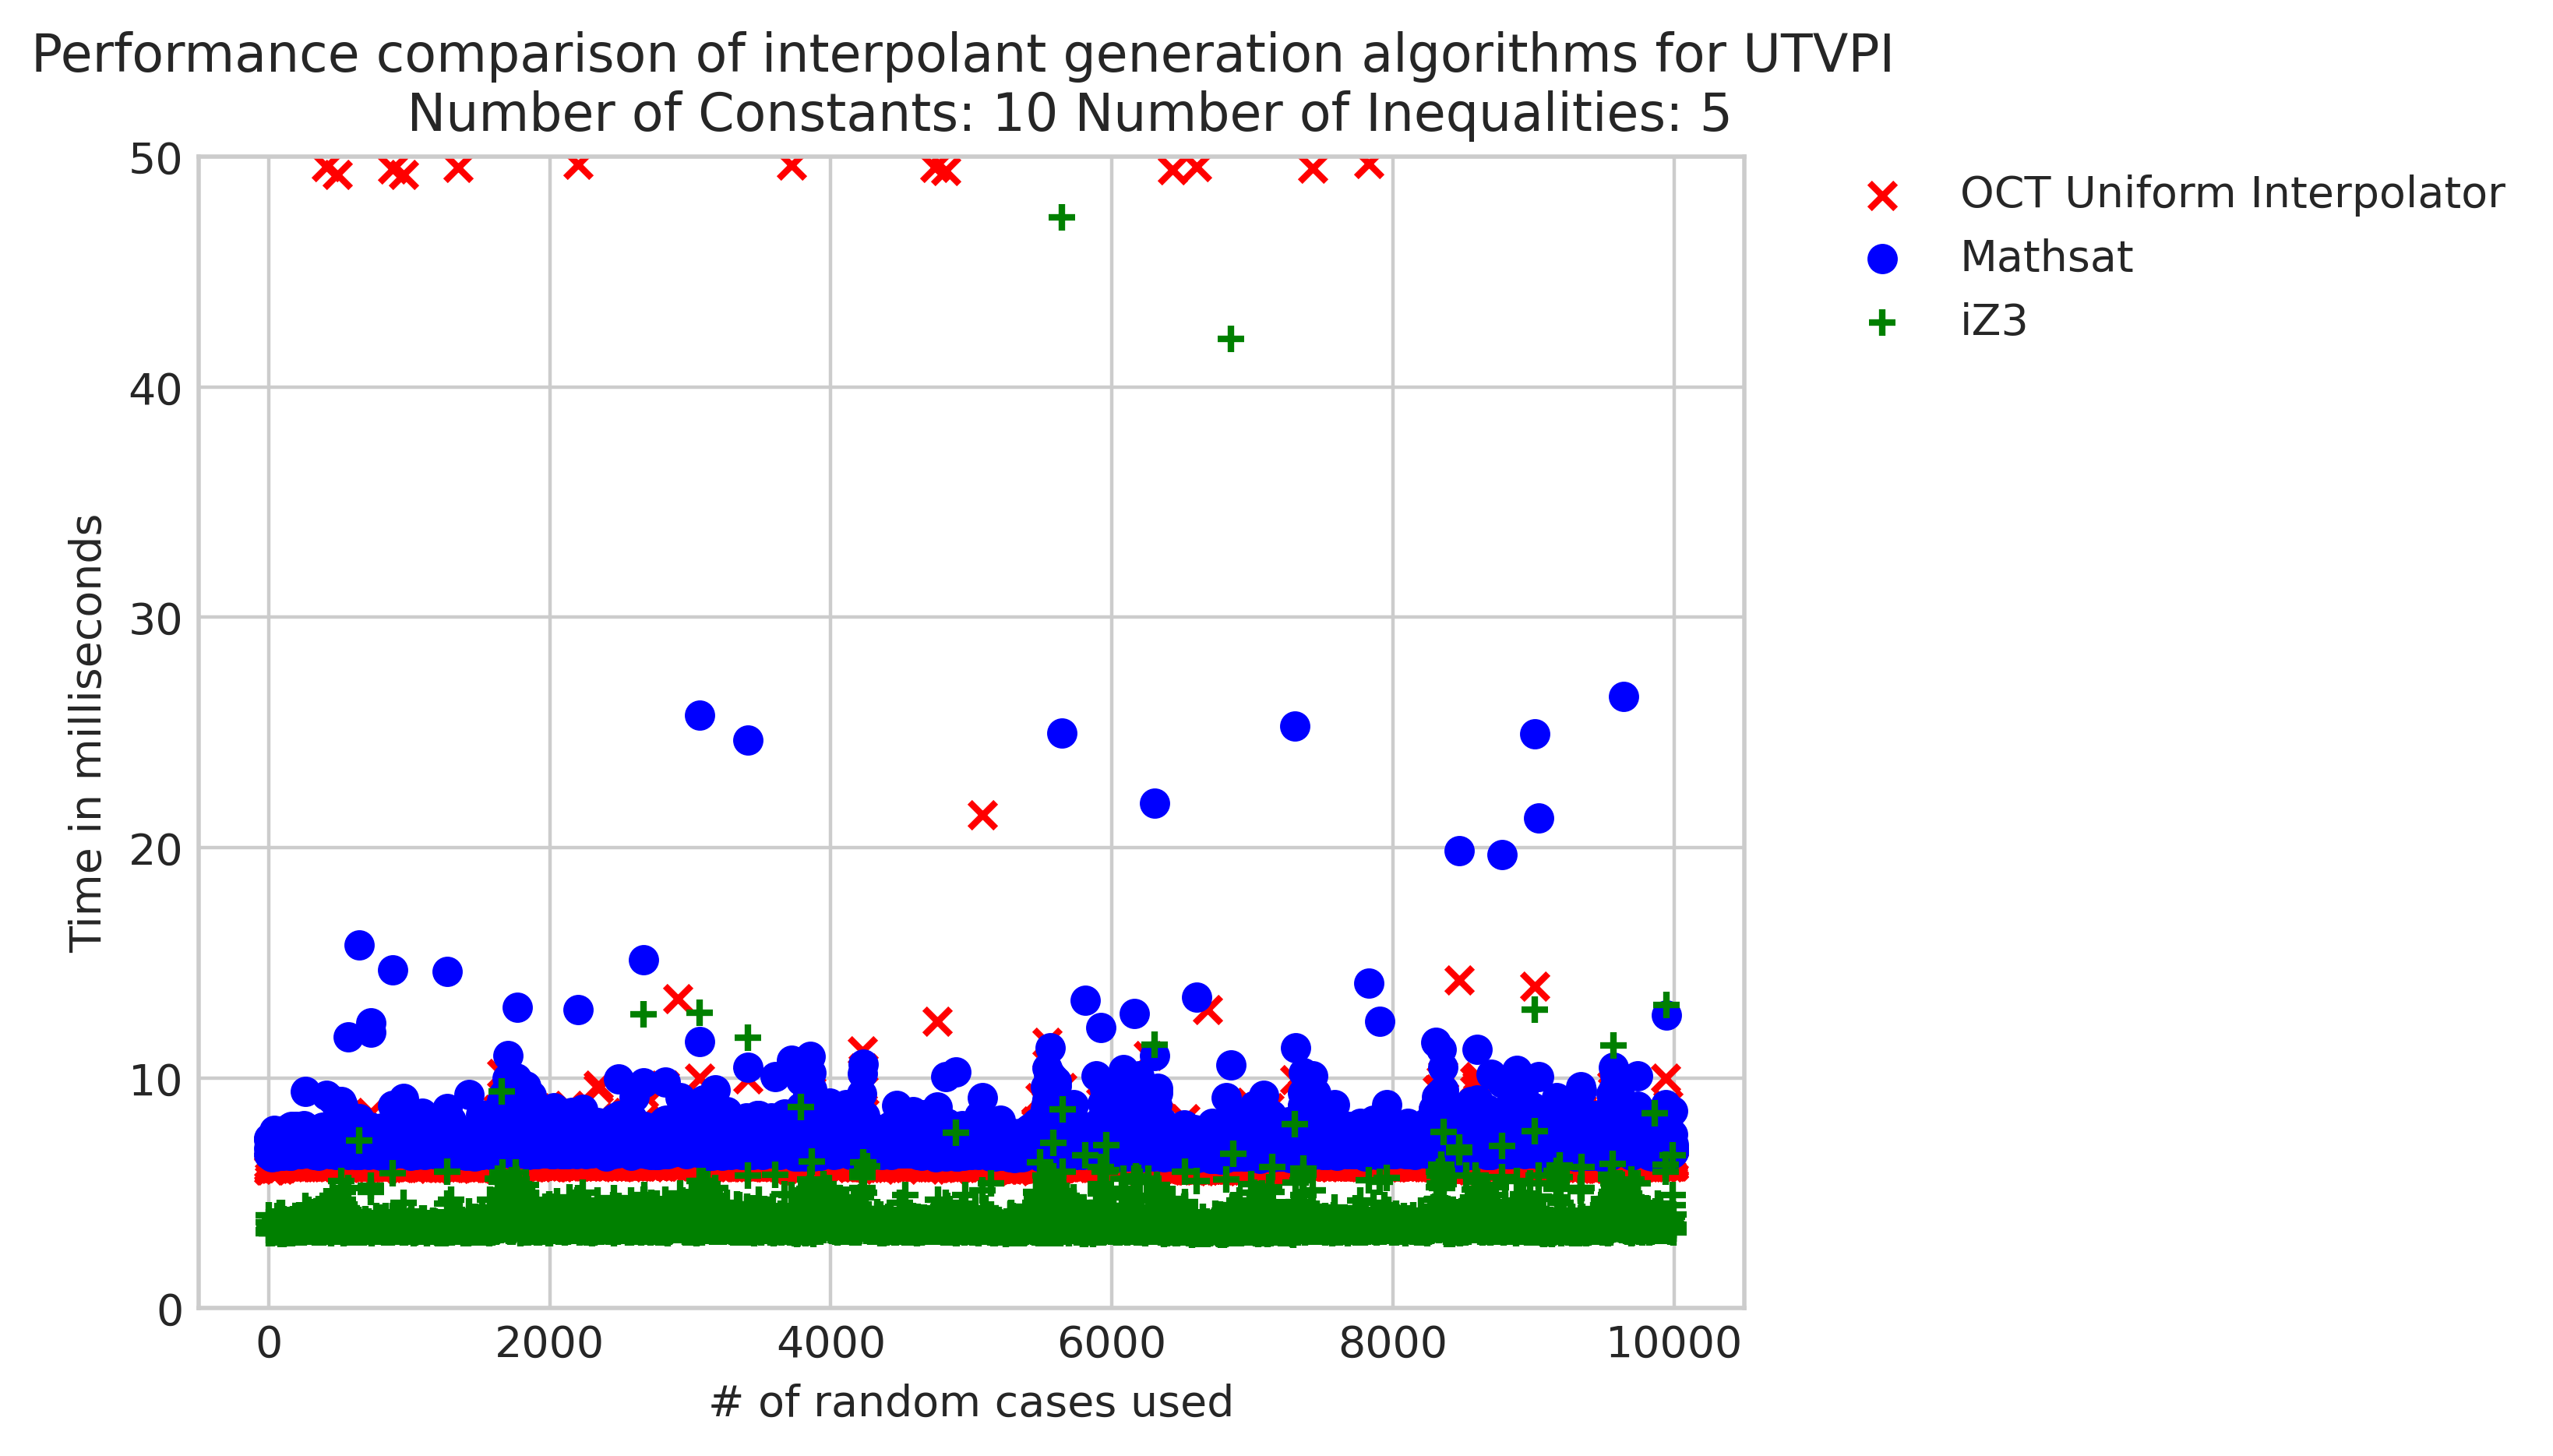 Performance comparison of interpolant generation algorithms for UTVPI
Number of Constants: 10 Number of Inequalities: 5
50
40
30
20
10
0
Time in milliseconds
0 2000 4000 6000 8000 10000
# of random cases used
OCT Uniform Interpolator
Mathsat
iZ3